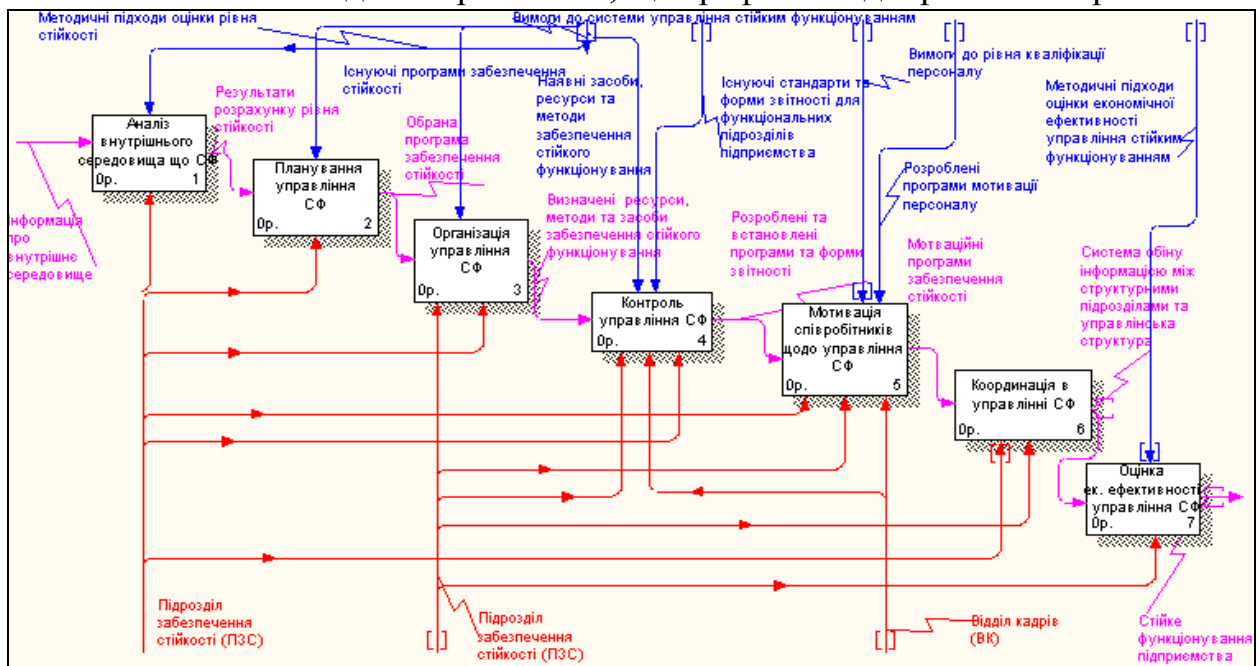 Методичні підходи оцінки рівня
стійкості
Вимоги до системи управління стійким функціонуванням
Існуючі програми забезпечення
стійкості
Наявні засоби,
ресурси та
методи
забезпечення
стійкого
функціонування
Існуючі стандарти та
форми звітності для
функціональних
підрозділів
підприємства
Вимоги до рівня кваліфікації
персоналу
Методичні підходи
оцінки економічної
ефективності
управління стійким
функціонуванням
Результати
розрахунку рівня
стійкості
Обрана
програма
забезпечення
стійкості
Розроблені
програми мотивації
персоналу
Аналіз
внутрішнього
середовища що СФ
0р. 1
Планування
управління
СФ
0р. 2
Організація
управління
СФ
0р. 3
Інформація
про
внутрішнє
середовище
Визначені ресурси,
методи та засоби
забезпечення стійкого
функціонування
Розроблені та
встановлені
програми та форми
звітності
Мотваційні
програми
забезпечення
стійкості
Система обіну
інформацією між
структурними
підрозділами та
управлінська
структура
Контроль
управління СФ
0р. 4
Мотивація
співробітників
щодо управління
СФ
0р. 5
Координація в
управлінні СФ
0р. 6
Оцінка
ек. ефективності
управління СФ
0р. 7
Підрозділ
забезпечення
стійкості (ПЗС)
Підрозділ
забезпечення
стійкості (ПЗС)
Відділ кадрів
(ВК)
Стійке
функціонування
підприємства